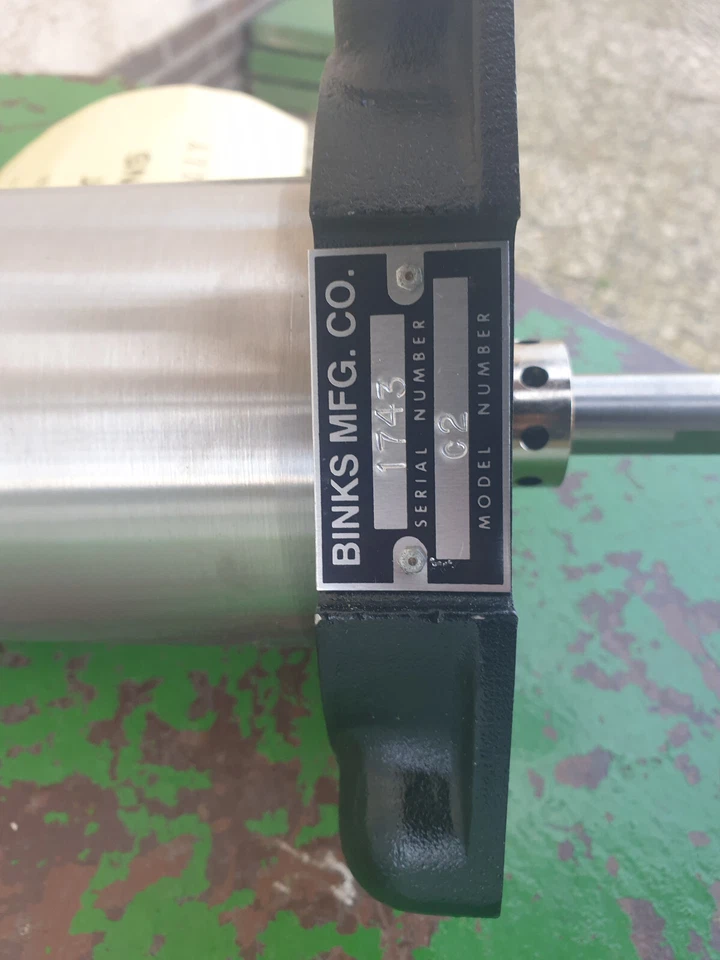 BINKS MFG. CO.
1743
SERIAL NUMBER
C2
MODEL NUMBER